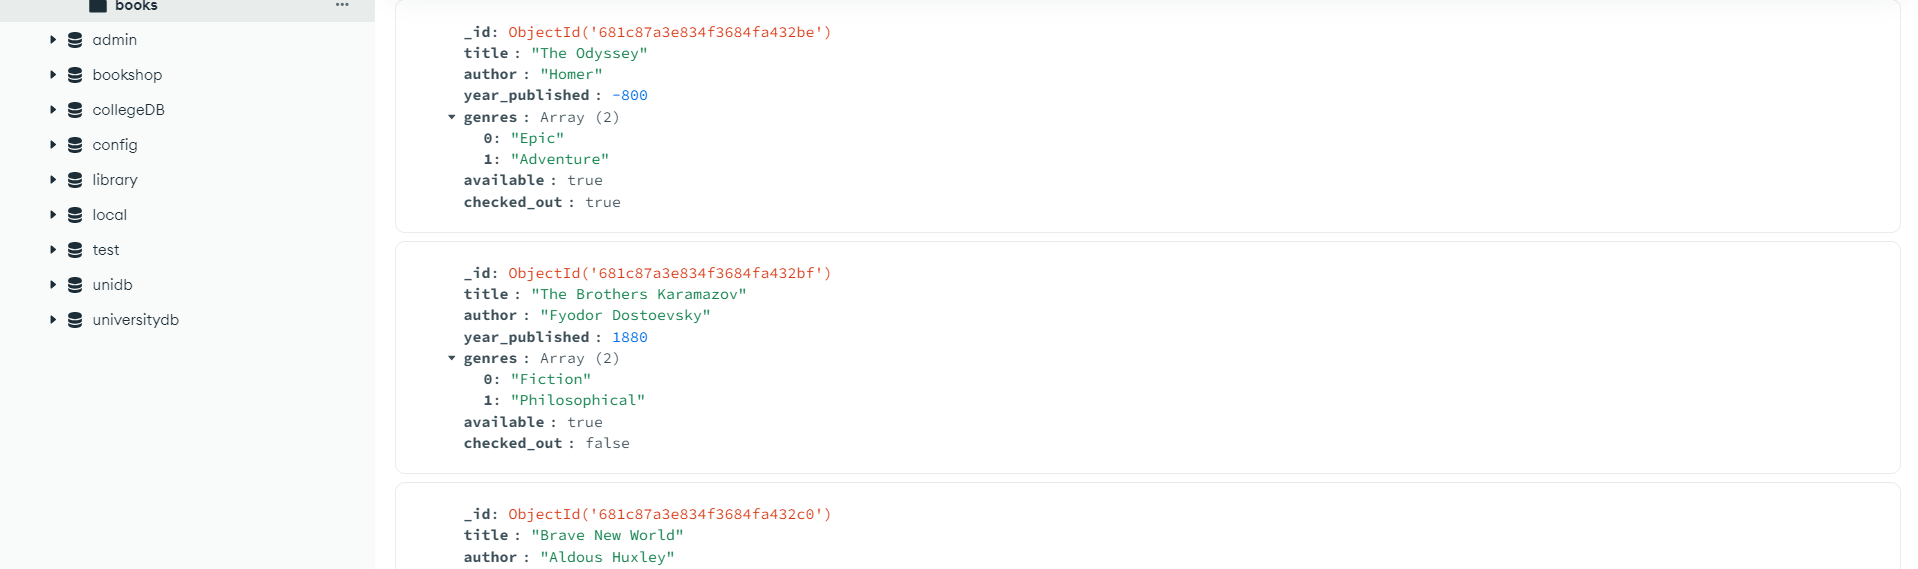 books
admin
bookshop
collegeDB
config
library
local
test
unidb
universitydb
_id: ObjectId('681c87a3e834f3684fa432be')
title : "The Odyssey"
author : "Homer"
year_published : -800
genres : Array (2)
0: "Epic"
1: "Adventure"
available : true
checked_out : true
_id: ObjectId('681c87a3e834f3684fa432bf')
title : "The Brothers Karamazov"
author : "Fyodor Dostoevsky"
year_published : 1880
genres : Array (2)
0: "Fiction"
1: "Philosophical"
available : true
checked_out : false
_id: ObjectId('681c87a3e834f3684fa432c0')
title : "Brave New World"
author : "Aldous Huxley"